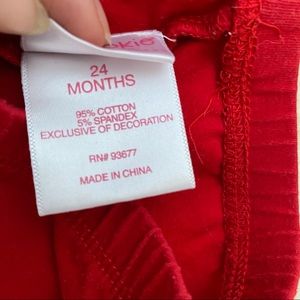 24
MONTHS
95% COTTON
5% SPANDEX
EXCLUSIVE OF DECORATION
RN# 93677
MADE IN CHINA